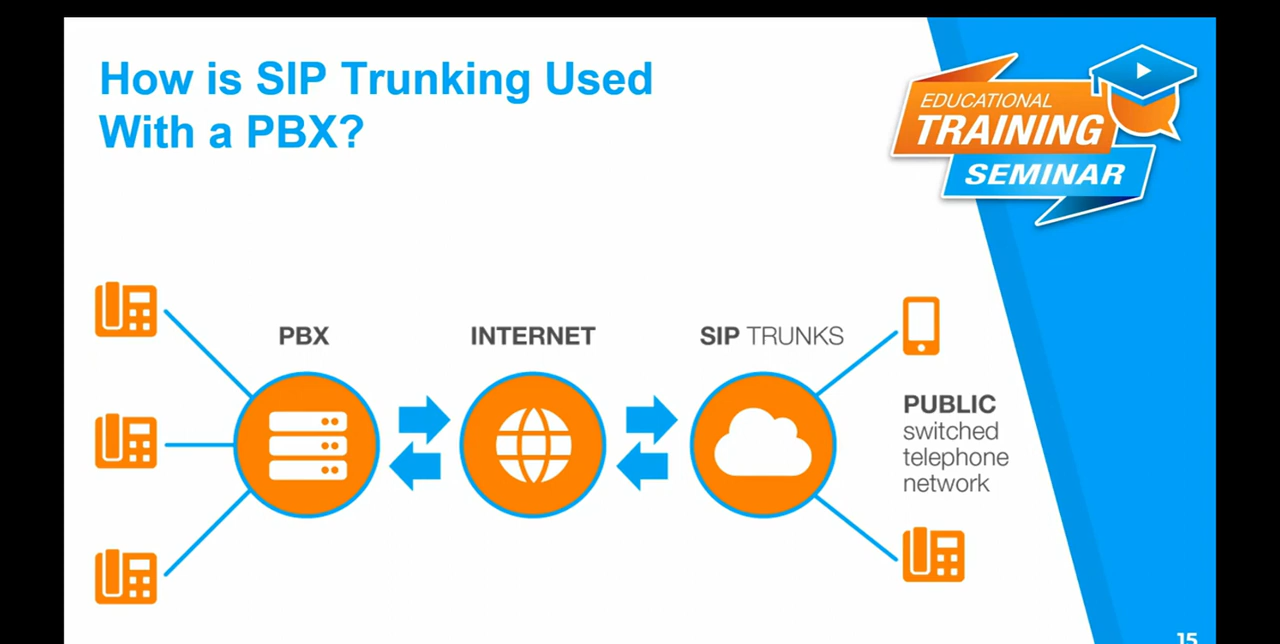 How is SIP Trunking Used
With a PBX?
EDUCATIONAL
TRAINING
SEMINAR
PBX
INTERNET
SIP TRUNKS
PUBLIC
switched
telephone
network
15